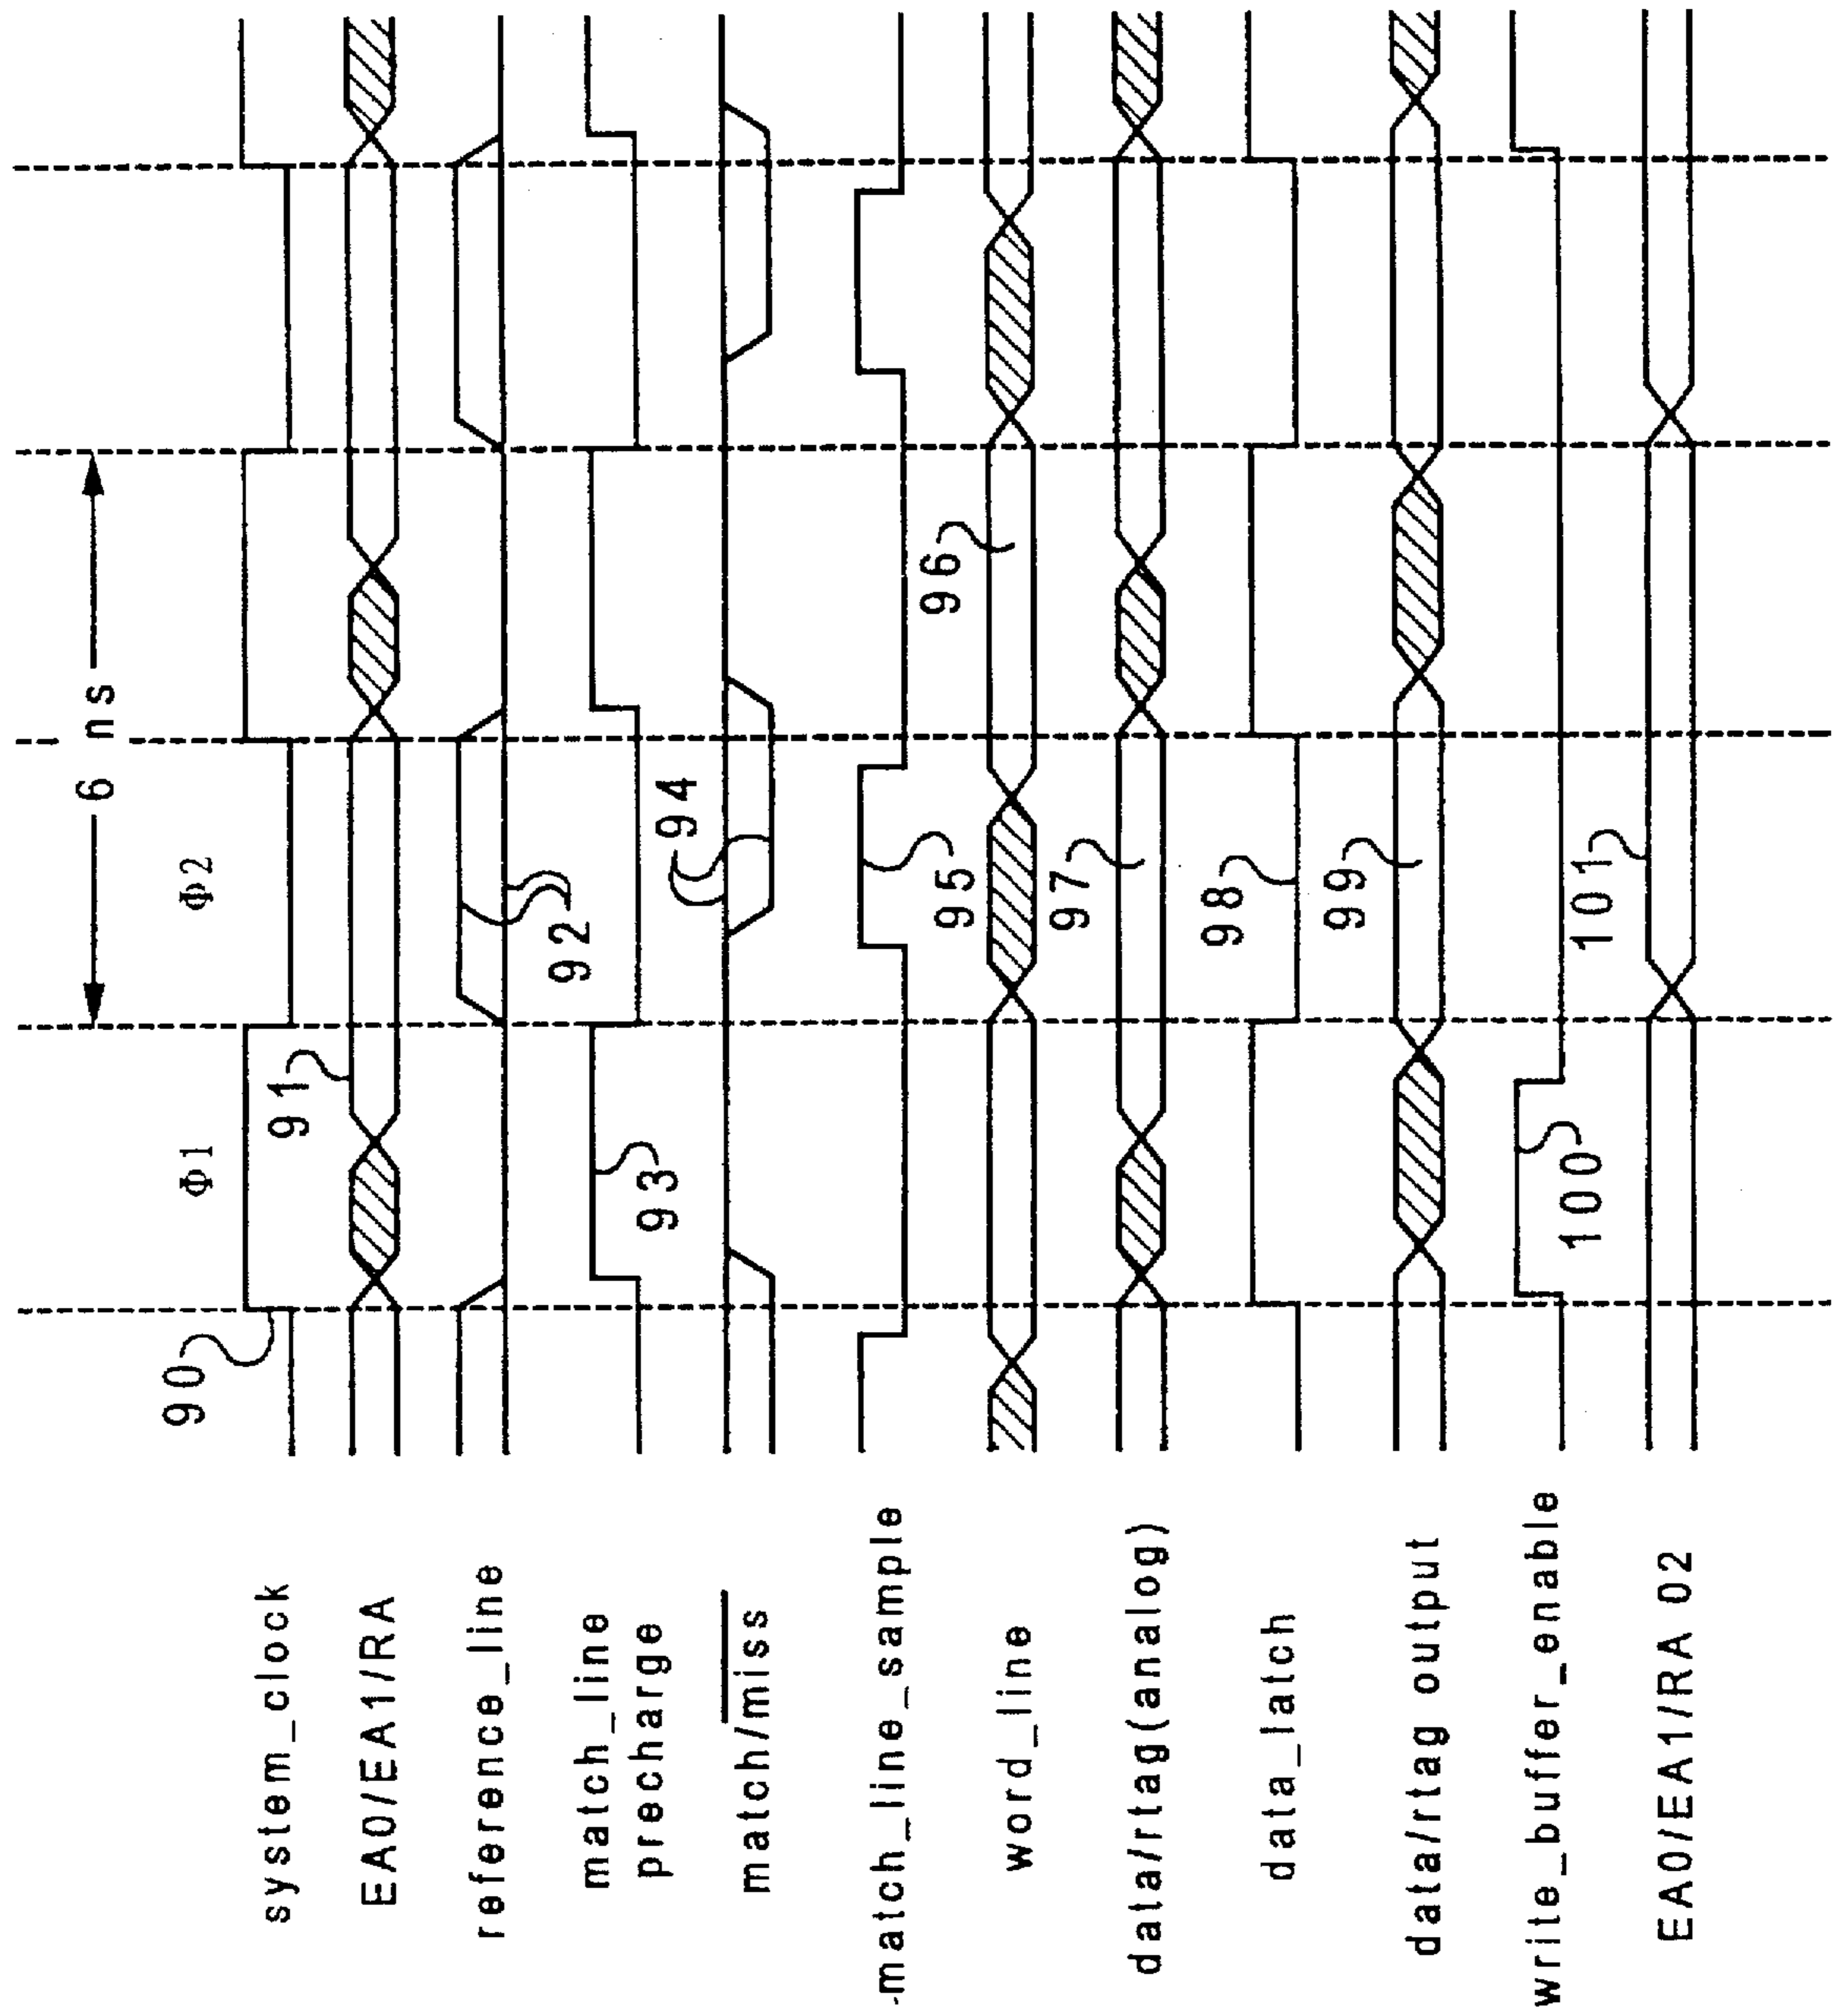 6 ns
Φ1
Φ2
90
system_clock
91
EA0/EA1/RA
92
reference_line
93
match_line
precharge
94
match/miss
95
-match_line_sample
96
word_line
97
data/rtag(analog)
98
data_latch
99
data/rtag output
100
write_buffer_enable
101
EA0/EA1/RA 02